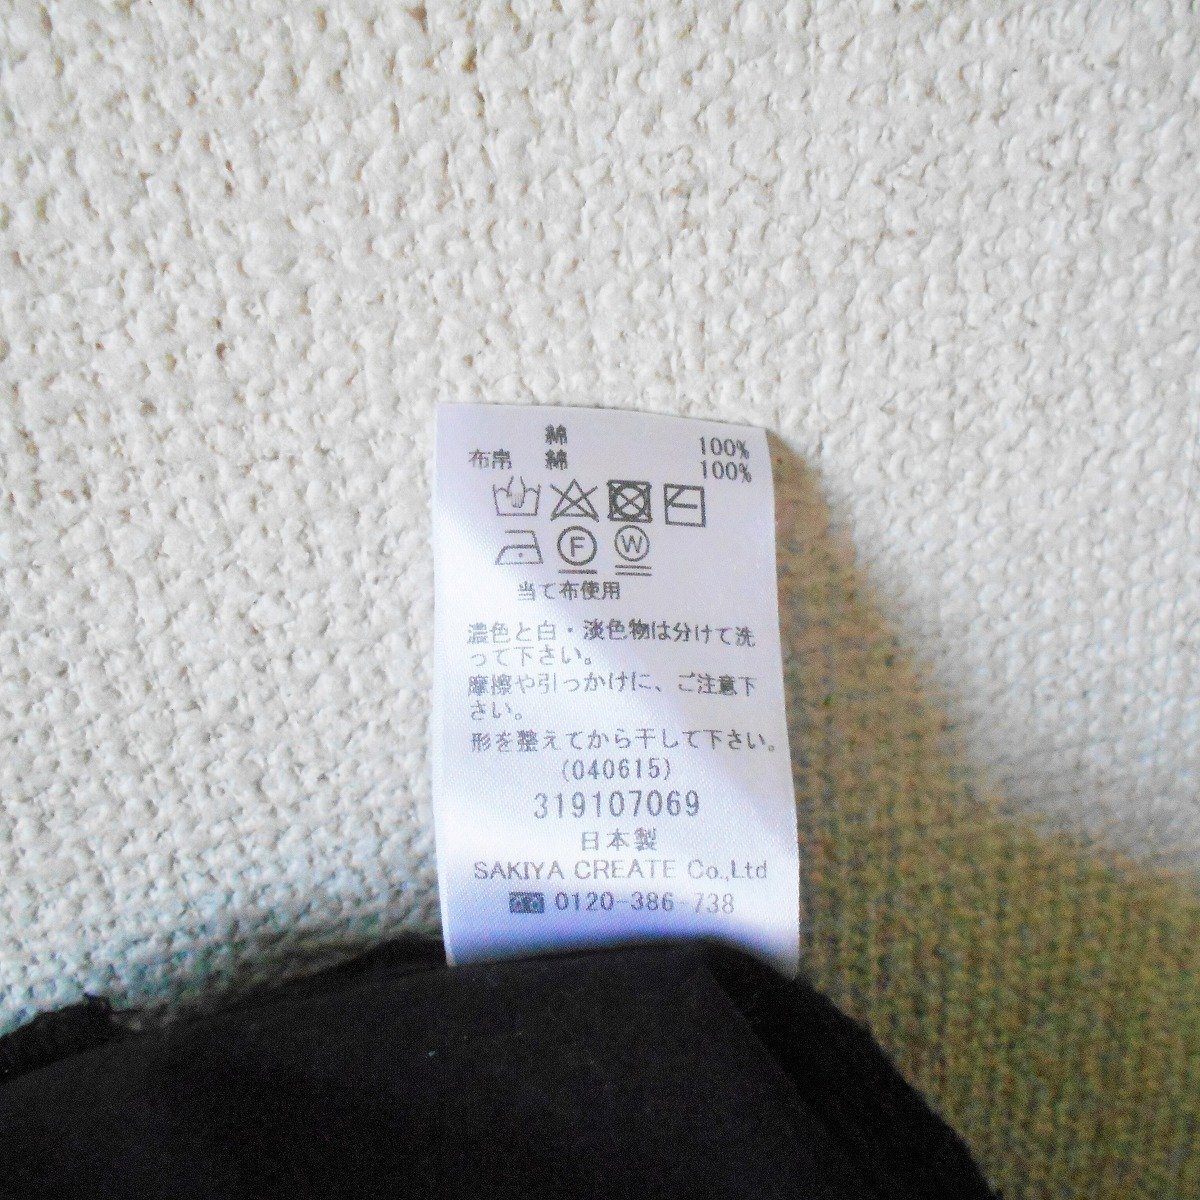 綿 100%
布帛 綿 100%
F W
当て布使用
濃色と白・淡色物は分けて洗
って下さい。
摩擦や引っかけに、ご注意下
さい。
形を整えてから干して下さい。
(040615)
319107069
日本製
SAKIYA CREATE Co.,Ltd
0120-386-738